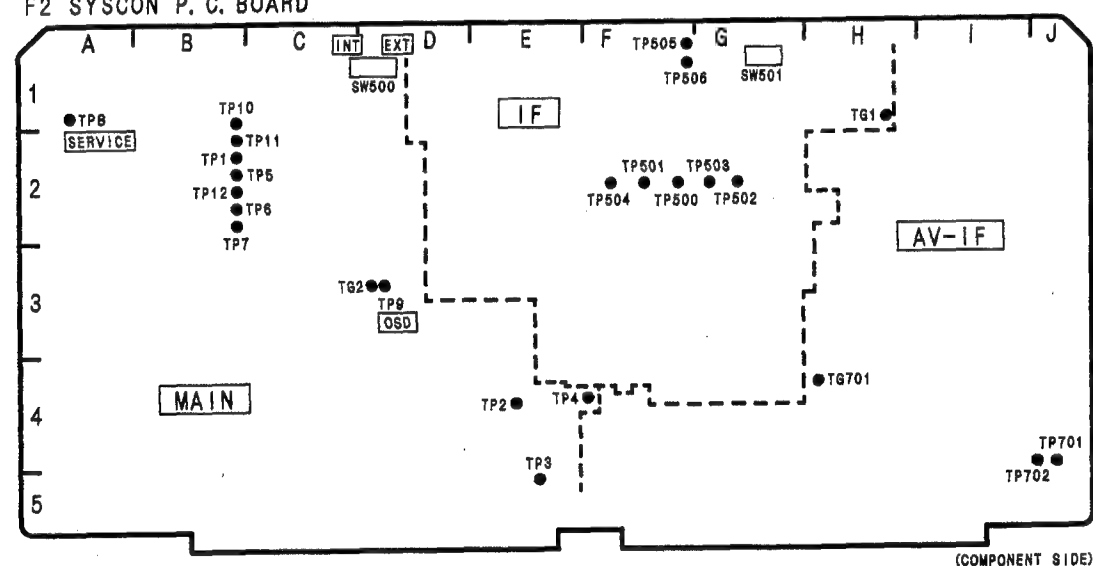 F2 SYSCON P. C. BOARD
A B C D E F G H I J
INT EXT
SW500
TP505
TP506
SW501
1
TP8
SERVICE
TP10
TP11
TP1
TP5
TP12
TP6
TP7
IF
TG1
2
TP501 TP503
TP504 TP500 TP502
AV-IF
3
TG2
TP9
OSD
TG701
4
MAIN
TP2
TP4
TP3
TP701
TP702
5
(COMPONENT SIDE)